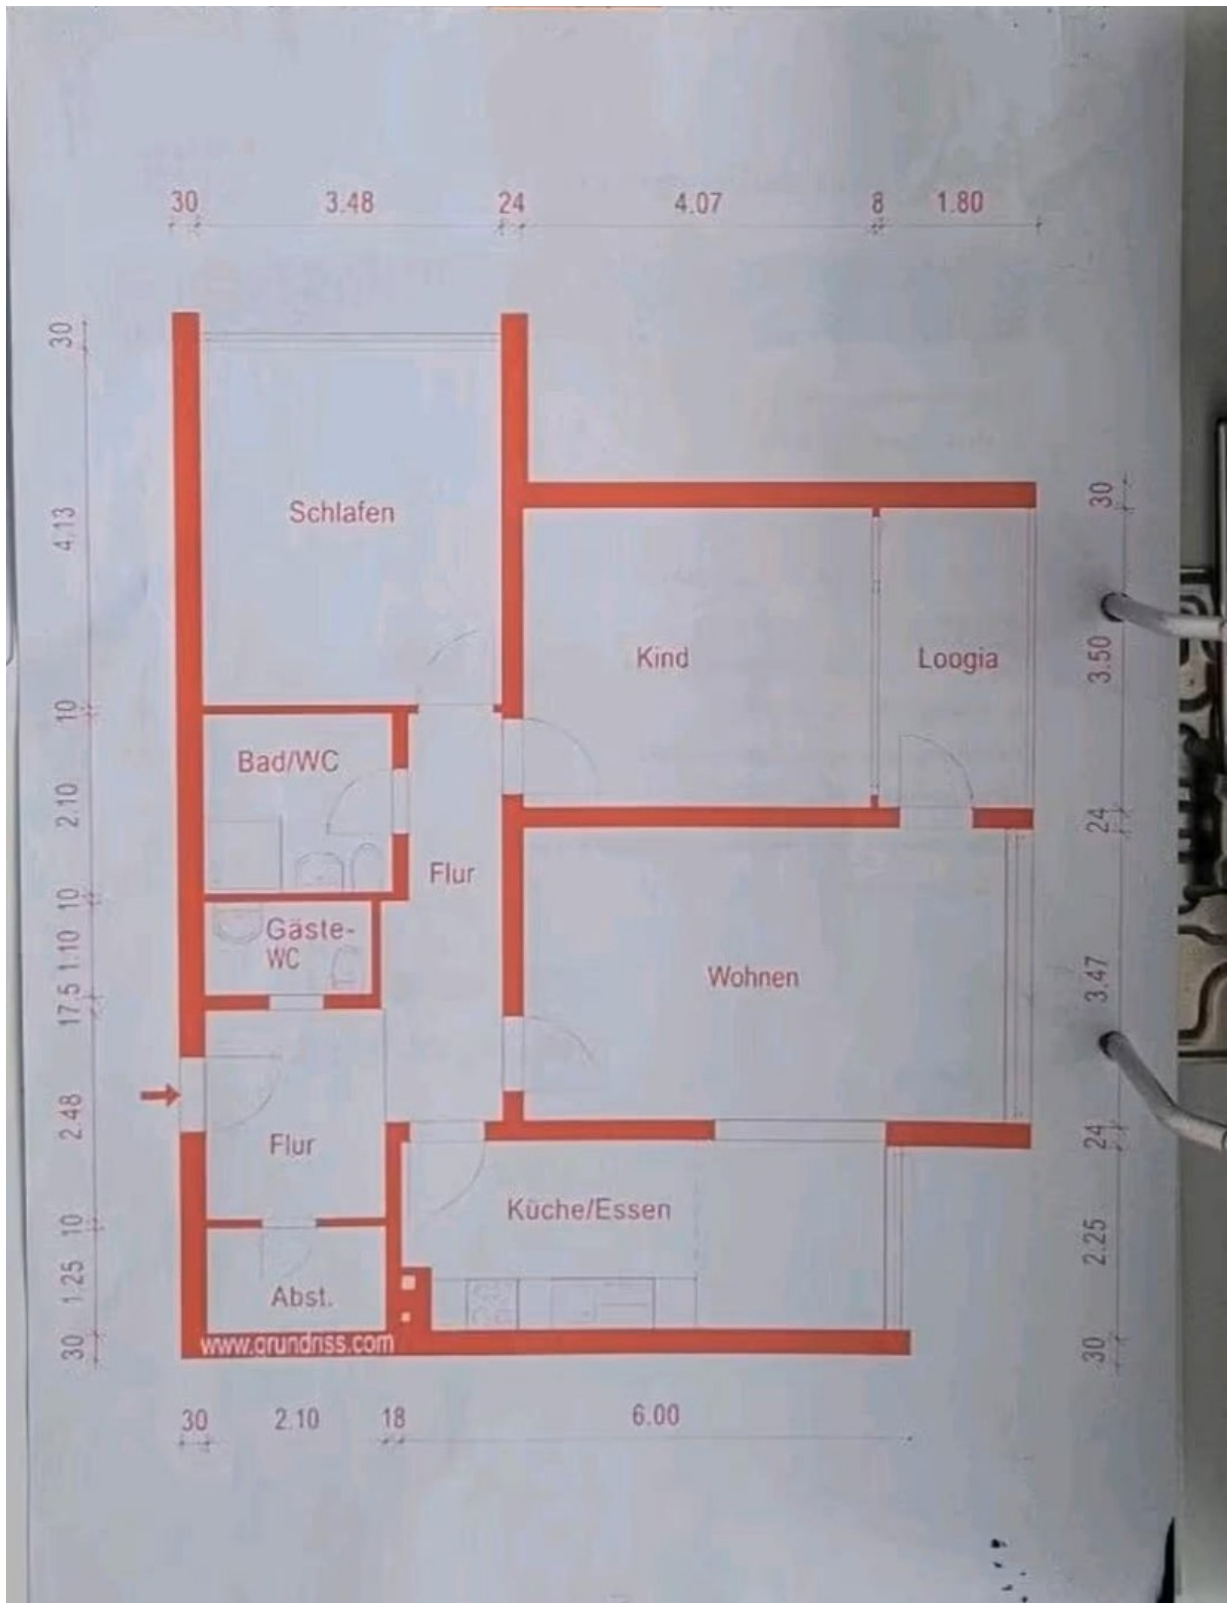 30 3.48 24 4.07 8 1.80
30
4.13
10
2.10
10
1.10
17.5
2.48
10
1.25
30
Schlafen
Kind
Loogia
Bad/WC
Flur
Gäste-
WC
Wohnen
Flur
Küche/Essen
Abst.
www.grundriss.com
30
3.50
24
3.47
24
2.25
30
30 2.10 18 6.00